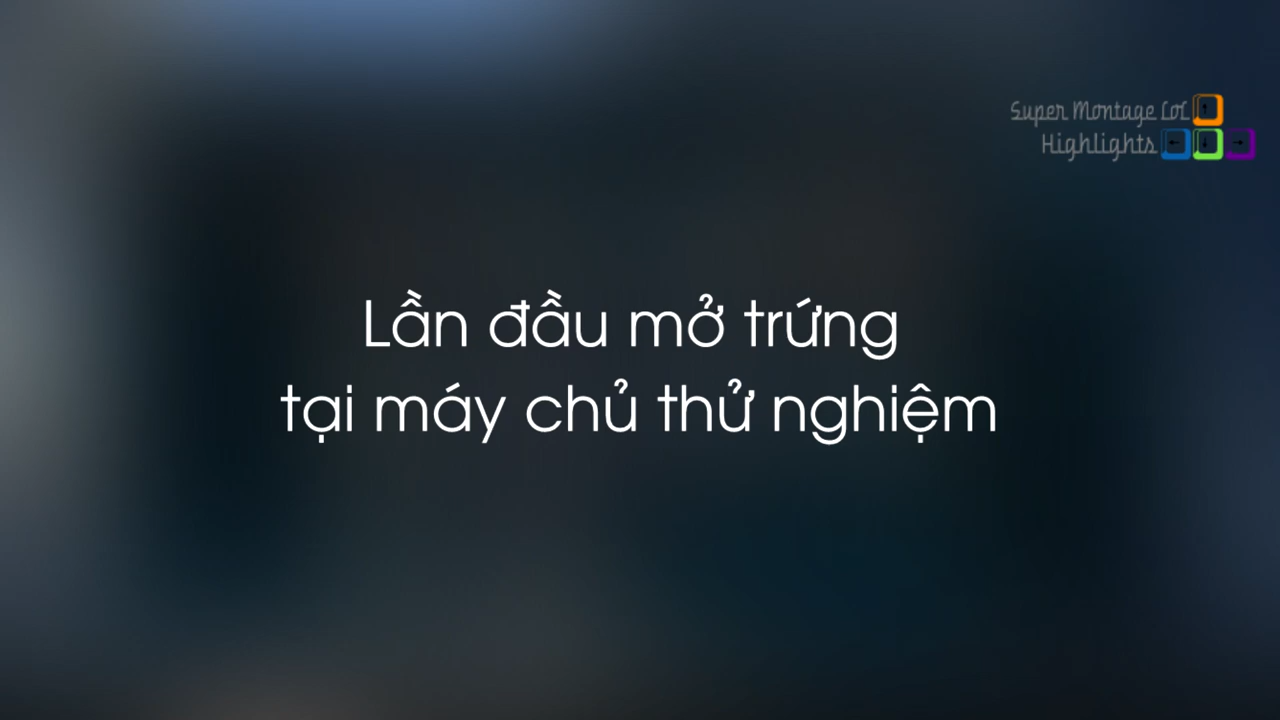 Super Montage LoL
Highlights
Lần đầu mở trứng
tại máy chủ thử nghiệm